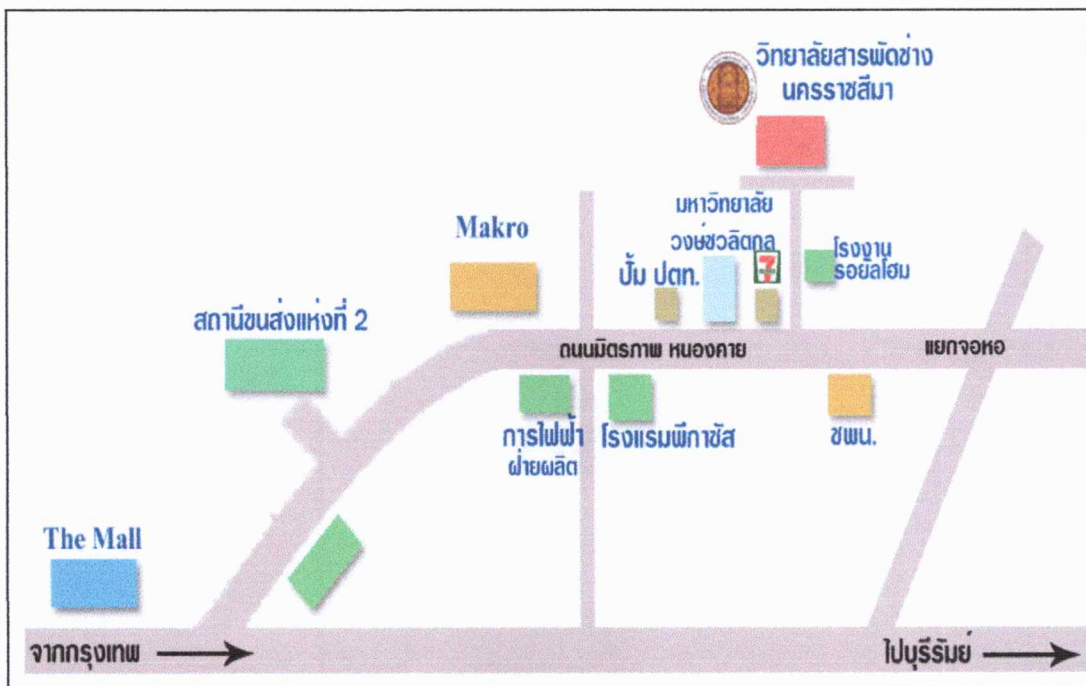 วิทยาลัยสารพัดช่าง
นครราชสีมา
มหาวิทยาลัย
วงษ์ชวลิตกุล
Makro
ปั้ม ปตท.
7
โรงงาน
รอยัลโฮม
สถานีขนส่งแห่งที่ 2
ถนนมิตรภาพ หนองคาย
แยกจอหอ
การไฟฟ้า
ฝ่ายผลิต
โรงแรมพีกาซัส
ชพน.
The Mall
จากกรุงเทพ
ไปบุรีรัมย์